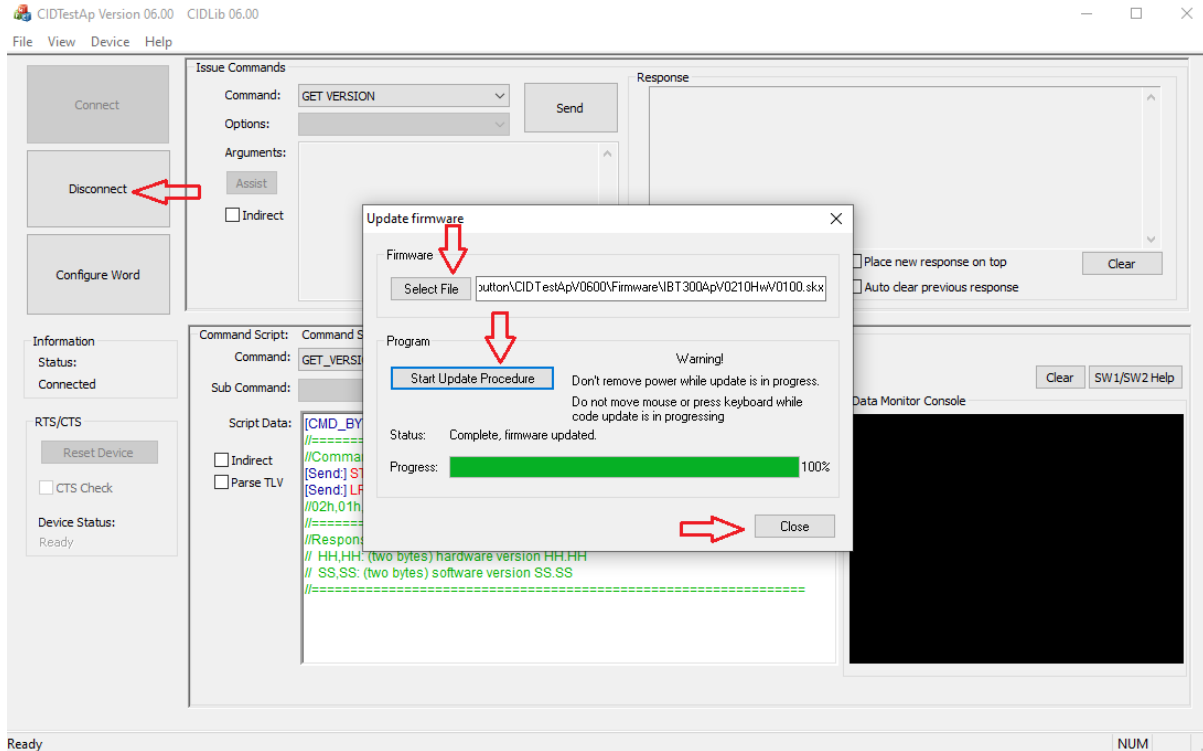 CIDTestAp Version 06.00 CIDLib 06.00
File View Device Help
Connect
Disconnect
Configure Word
Information
Status:
Connected
RTS/CTS
Reset Device
CTS Check
Device Status:
Ready
Issue Commands
Command: GET VERSION
Send
Options:
Arguments:
Assist
Indirect
Response
Place new response on top
Clear
Auto clear previous response
Update firmware
Firmware
Select File
\CIDTestApV0600\Firmware\IBT300ApV0210HwV0100.skx
Program
Warning!
Start Update Procedure
Don't remove power while update is in progress.
Do not move mouse or press keyboard while
code update is in progressing
Status: Complete, firmware updated.
Progress: 100%
Close
Command Script: Command
Command:
Sub Command:
Script Data:
Indirect
Parse TLV
//=======
[Send:]
[Send:]
//02h,01h
//=======
// HH,HH: (two bytes) hardware version HH.HH
// SS,SS: (two bytes) software version SS.SS
//================================================================
Clear SW1/SW2 Help
Data Monitor Console
Ready
NUM